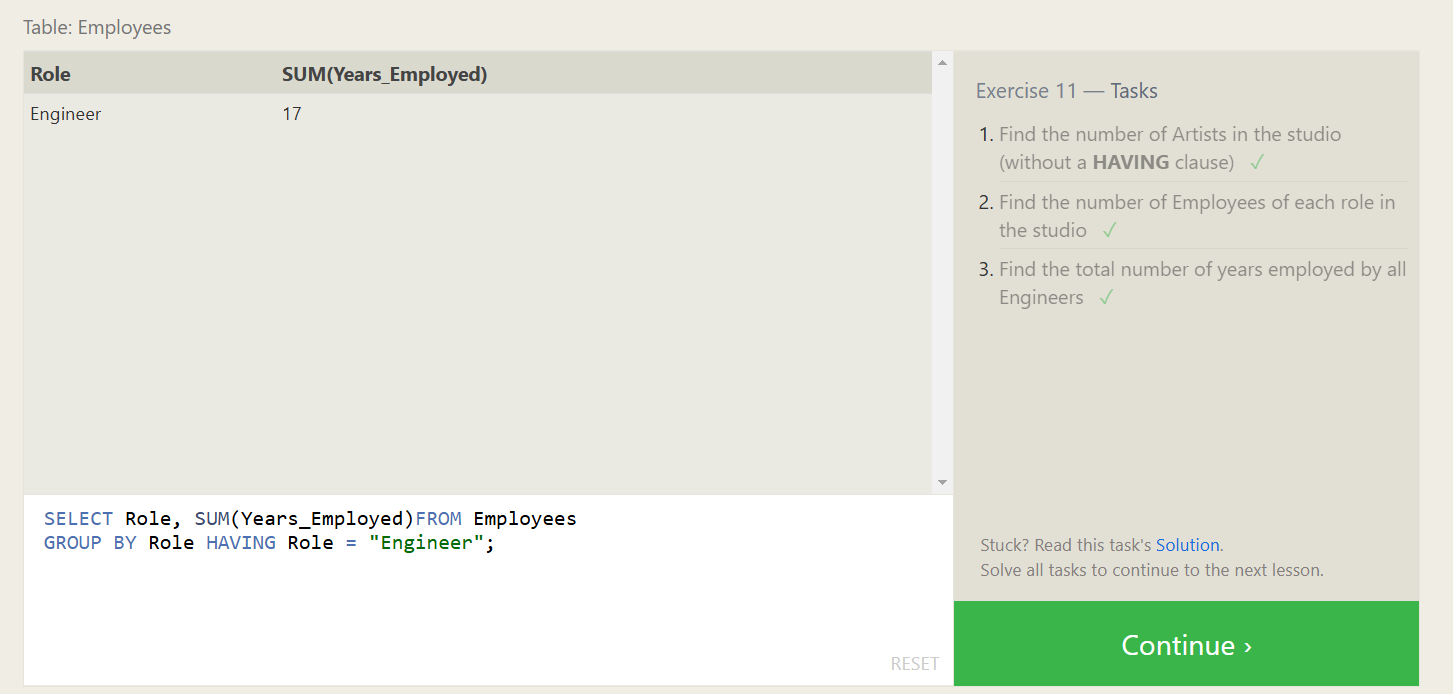 Table: Employees
Role SUM(Years_Employed)
Engineer 17
SELECT Role, SUM(Years_Employed)FROM Employees
GROUP BY Role HAVING Role = "Engineer";
RESET
Exercise 11 — Tasks
1. Find the number of Artists in the studio
(without a HAVING clause) ✓
2. Find the number of Employees of each role in
the studio ✓
3. Find the total number of years employed by all
Engineers ✓
Stuck? Read this task's Solution.
Solve all tasks to continue to the next lesson.
Continue ›